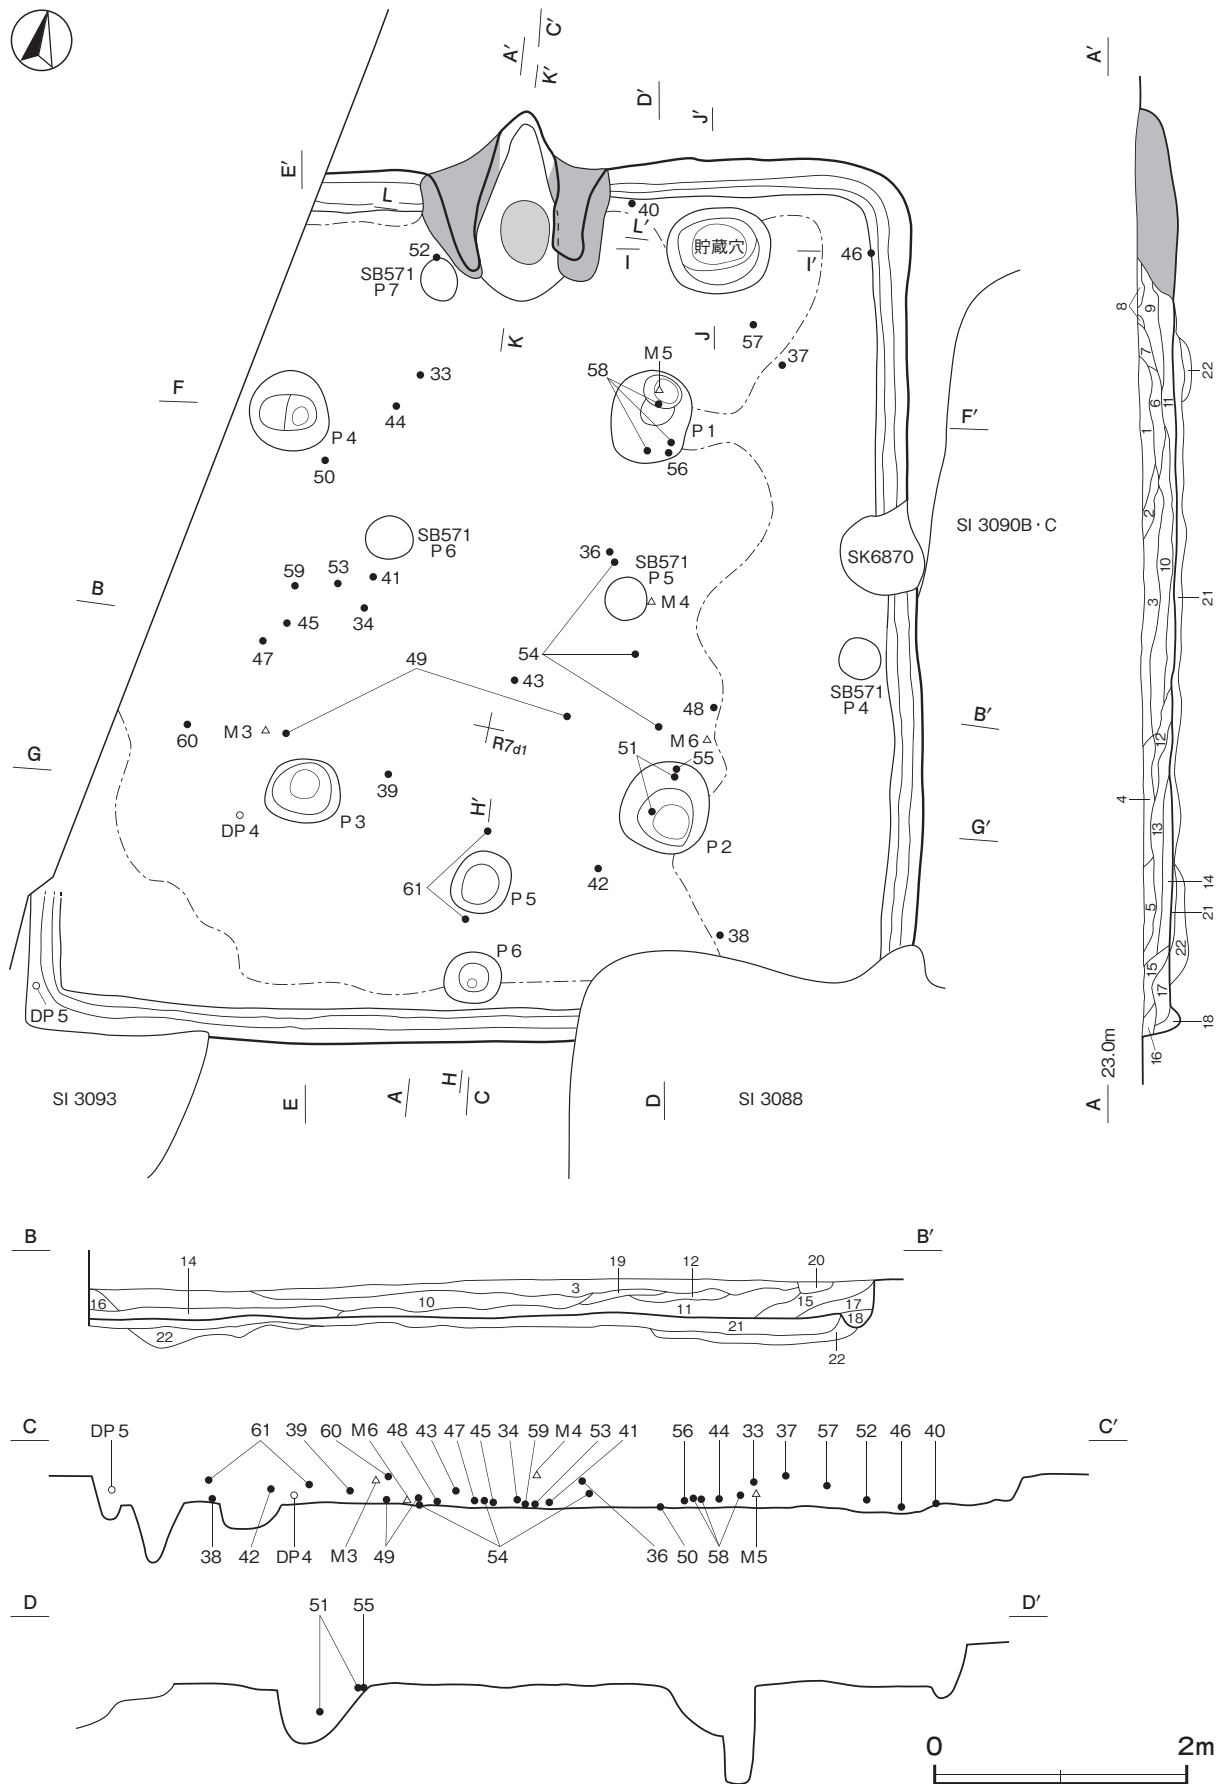 C′
A′
K′
D′
J′
A′
E′
L
40
L′
貯蔵穴
I
I′
46
52
SB571
P7
K
J
57
37
M5
58
8
9
7
22
33
F
F′
6
11
1
44
P4
P1
50
56
SI 3090B・C
2
SB571
P6
36
SB571
P5
SK6870
10
B
59
53
41
M4
3
21
45
34
47
49
54
43
SB571
P4
48
B′
60
M3
R7d1
M6
12
G
51
55
4
39
H′
13
DP4
P3
G′
P2
61
P5
42
14
5
21
38
22
P6
15
17
DP5
18
16
23.0m
SI 3093
E
A
H
C
D
SI 3088
A
B
B′
14
19
12
20
3
16
10
15
17
11
18
21
22
22
C
C′
DP5
61
39
60
M6
48
43
47
45
34
59
M4
53
41
56
44
33
37
57
52
46
40
38
42
DP4
M3
49
54
36
50
58
M5
D
D′
51
55
0
2m